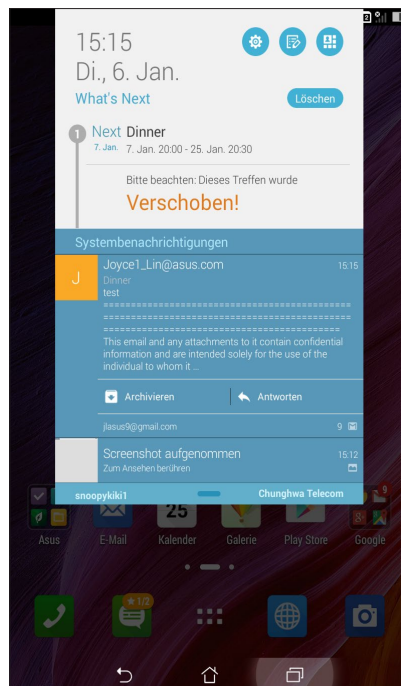 15:15
Di., 6. Jan.
What's Next
Löschen
1
Next Dinner
7. Jan. 7. Jan. 20:00 - 25. Jan. 20:30
Bitte beachten: Dieses Treffen wurde
Verschoben!
Systembenachrichtigungen
J
Joyce1_Lin@asus.com 15:15
Dinner
test
=============================================
=============================================
===========================================
This email and any attachments to it contain confidential
information and are intended solely for the use of the
individual to whom it ..
Archivieren
Antworten
jlasus9@gmail.com 9
Screenshot aufgenommen 15:12
Zum Ansehen berühren
snoopykiki1 Chunghwa Telecom
25
9
Asus E-Mail Kalender Galerie Play Store Google
1/2